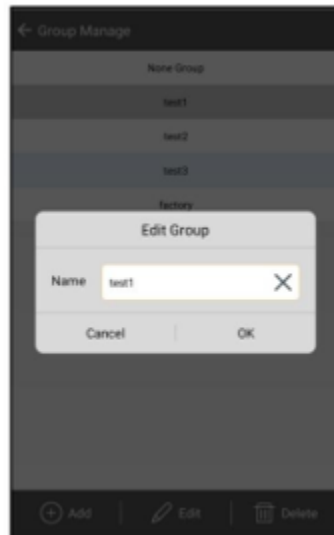 Group Manage
None Group
test1
test2
test3
factory
Edit Group
Name test1
Cancel OK
Add Edit Delete